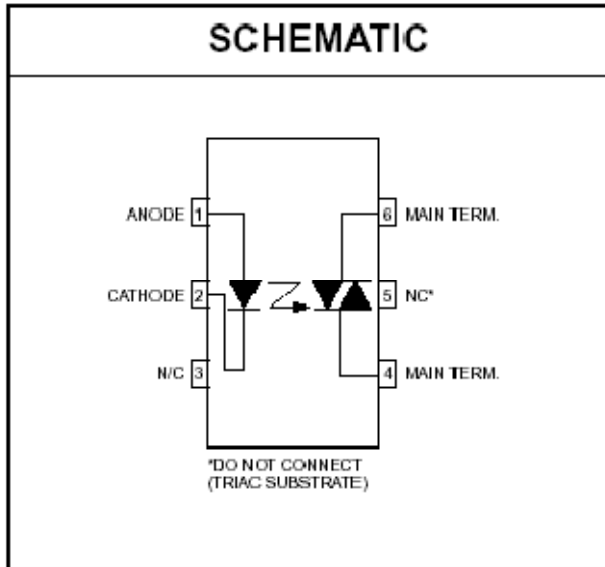 SCHEMATIC
ANODE 1
6 MAIN TERM.
CATHODE 2
5 NC*
N/C 3
4 MAIN TERM.
*DO NOT CONNECT
(TRIAC SUBSTRATE)